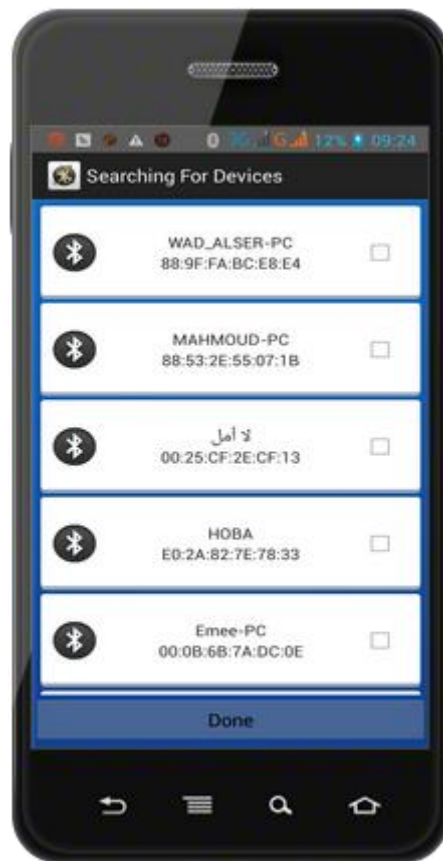 3G G 12% 09:24
Searching For Devices
WAD_ALSER-PC
88:9F:FA:BC:E8:E4
MAHMOUD-PC
88:53:2E:55:07:1B
لا أمل
00:25:CF:2E:CF:13
HOBA
E0:2A:82:7E:78:33
Emee-PC
00:0B:6B:7A:DC:0E
Done